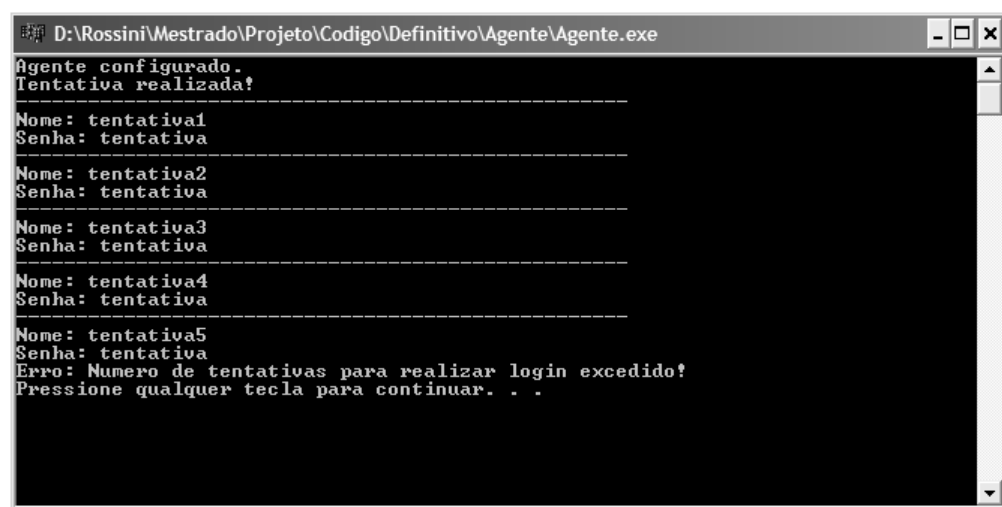 D:\Rossini\Mestrado\Projeto\Codigo\Definitivo\Agente\Agente.exe
Agente configurado.
Tentativa realizada!
---------------------------------------------------
Nome: tentativa1
Senha: tentativa
---------------------------------------------------
Nome: tentativa2
Senha: tentativa
---------------------------------------------------
Nome: tentativa3
Senha: tentativa
---------------------------------------------------
Nome: tentativa4
Senha: tentativa
---------------------------------------------------
Nome: tentativa5
Senha: tentativa
Erro: Numero de tentativas para realizar login excedido!
Pressione qualquer tecla para continuar. . .